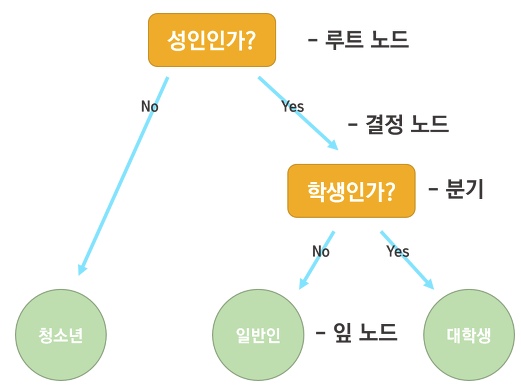 성인인가?
– 루트 노드
No
Yes
– 결정 노드
학생인가?
– 분기
No
Yes
청소년
일반인
– 잎 노드
대학생